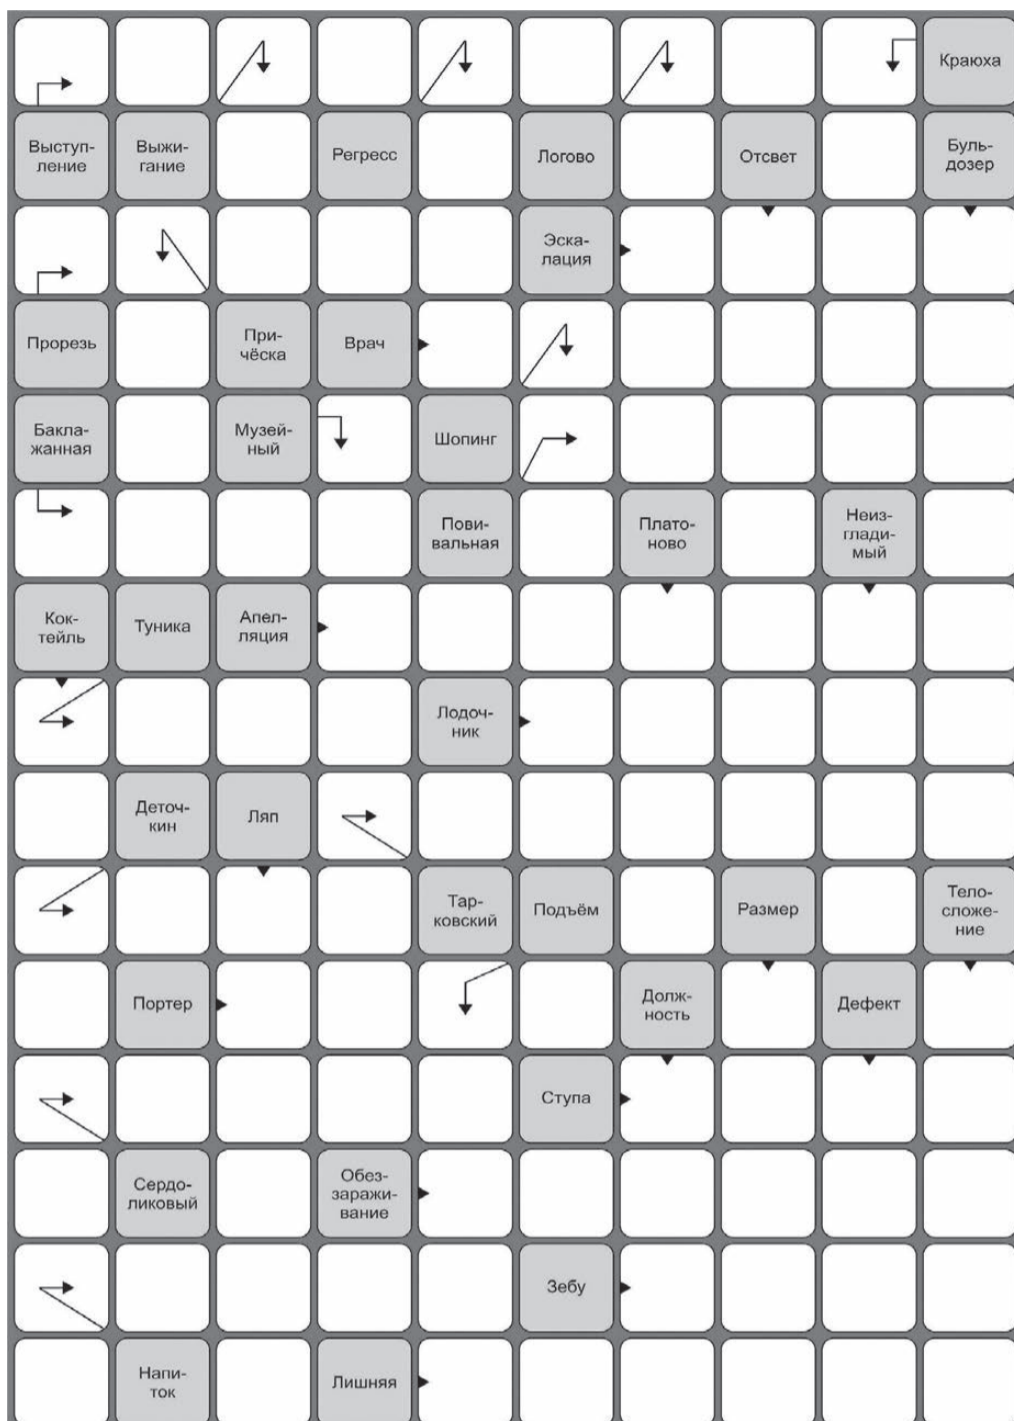 Краюха
Выступ-
ление
Выжи-
гание
Регресс
Логово
Отсвет
Буль-
дозер
Эска-
лация
Прорезь
При-
чёска
Врач
Бакла-
жанная
Музей-
ный
Шопинг
Пови-
вальная
Плато-
ново
Неиз-
глади-
мый
Кок-
тейль
Туника
Апел-
ляция
Лодоч-
ник
Деточ-
кин
Ляп
Тар-
ковский
Подъём
Размер
Тело-
сложе-
ние
Портер
Долж-
ность
Дефект
Ступа
Сердо-
ликовый
Обез-
заражи-
вание
Зебу
Напи-
ток
Лишняя